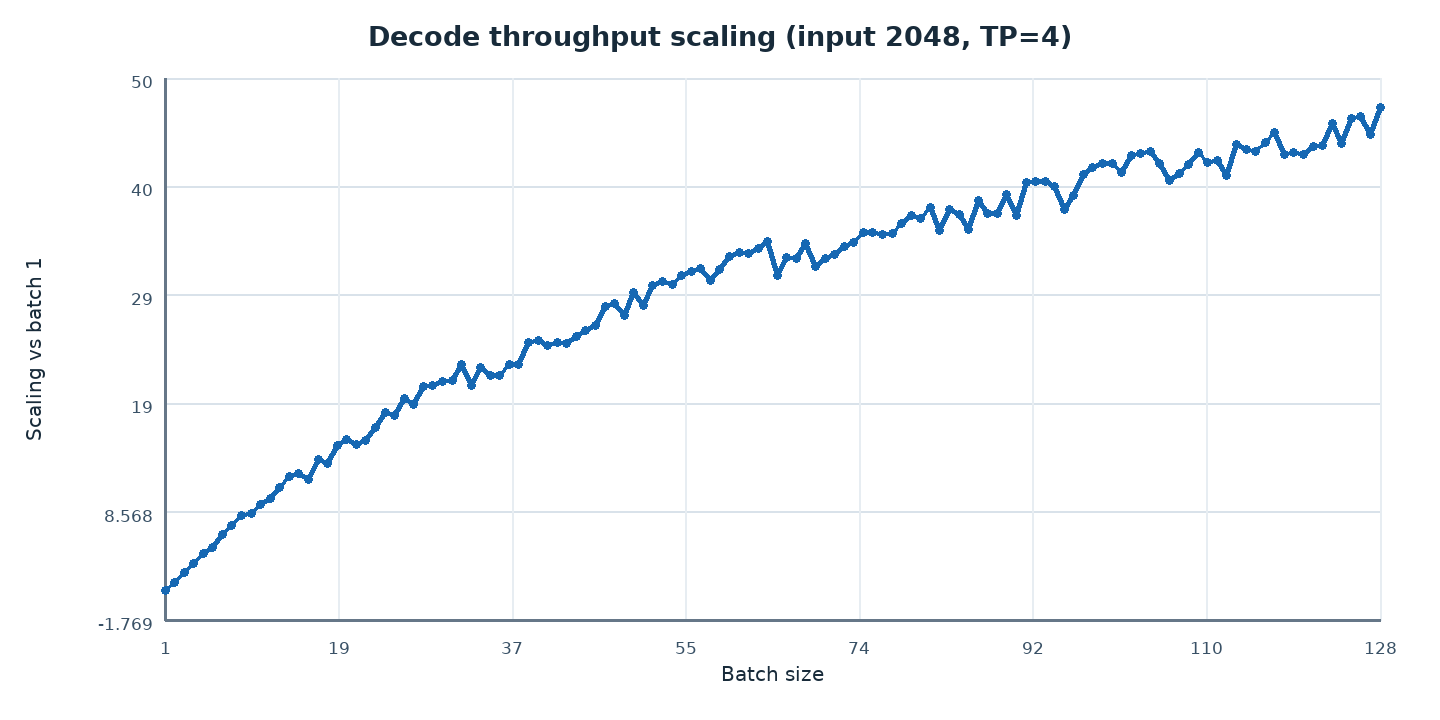 Decode throughput scaling (input 2048, TP=4)
50
40
29
19
8.568
-1.769
Scaling vs batch 1
1 19 37 55 74 92 110 128
Batch size